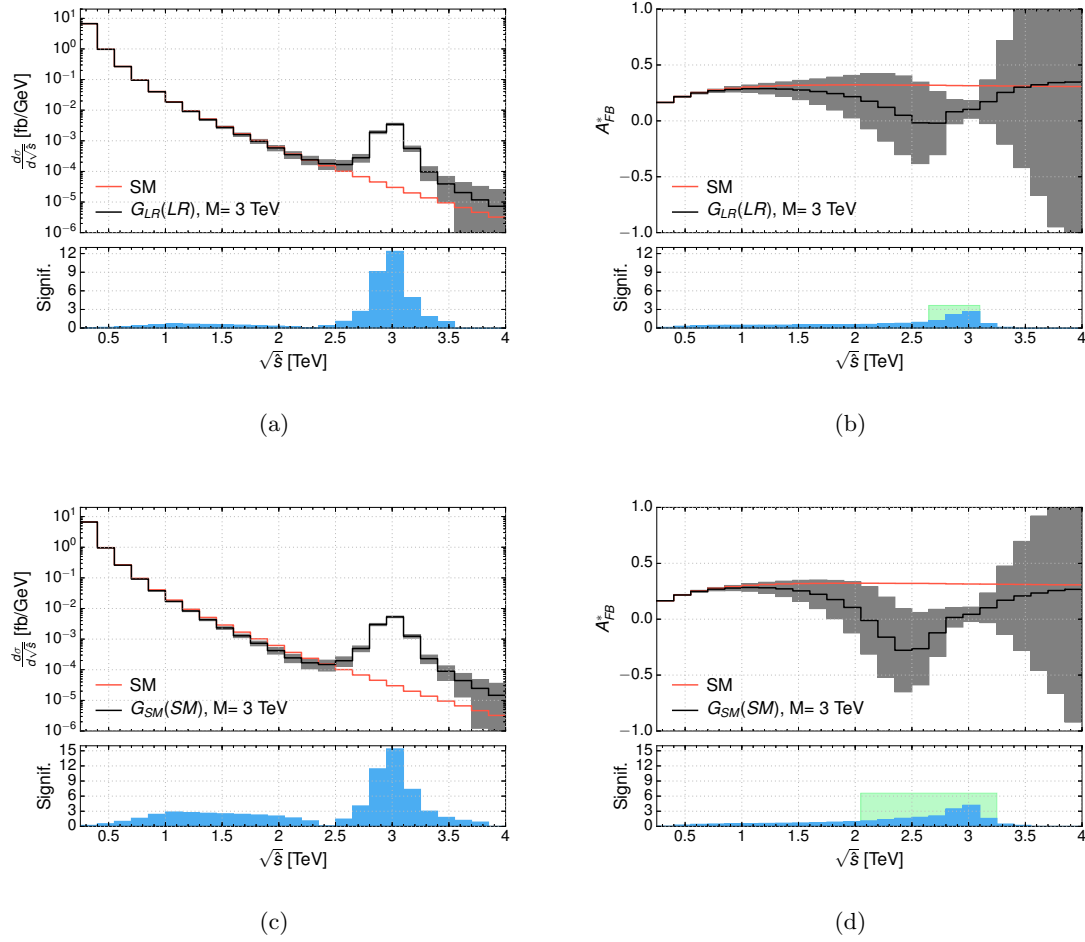 10^1
10^0
10^-1
10^-2
10^-3
10^-4
10^-5
10^-6
dσ/d√ŝ [fb/GeV]
SM
G_LR(LR), M= 3 TeV
12
9
6
3
0
Signif.
0.5 1 1.5 2 2.5 3 3.5 4
√ŝ [TeV]
(a)
1.0
0.5
0.0
−0.5
−1.0
A*_FB
SM
G_LR(LR), M= 3 TeV
12
9
6
3
0
Signif.
0.5 1 1.5 2 2.5 3 3.5 4
√ŝ [TeV]
(b)
10^1
10^0
10^-1
10^-2
10^-3
10^-4
10^-5
10^-6
dσ/d√ŝ [fb/GeV]
SM
G_SM(SM), M= 3 TeV
15
12
9
6
3
0
Signif.
0.5 1 1.5 2 2.5 3 3.5 4
√ŝ [TeV]
(c)
1.0
0.5
0.0
−0.5
−1.0
A*_FB
SM
G_SM(SM), M= 3 TeV
15
12
9
6
3
0
Signif.
0.5 1 1.5 2 2.5 3 3.5 4
√ŝ [TeV]
(d)